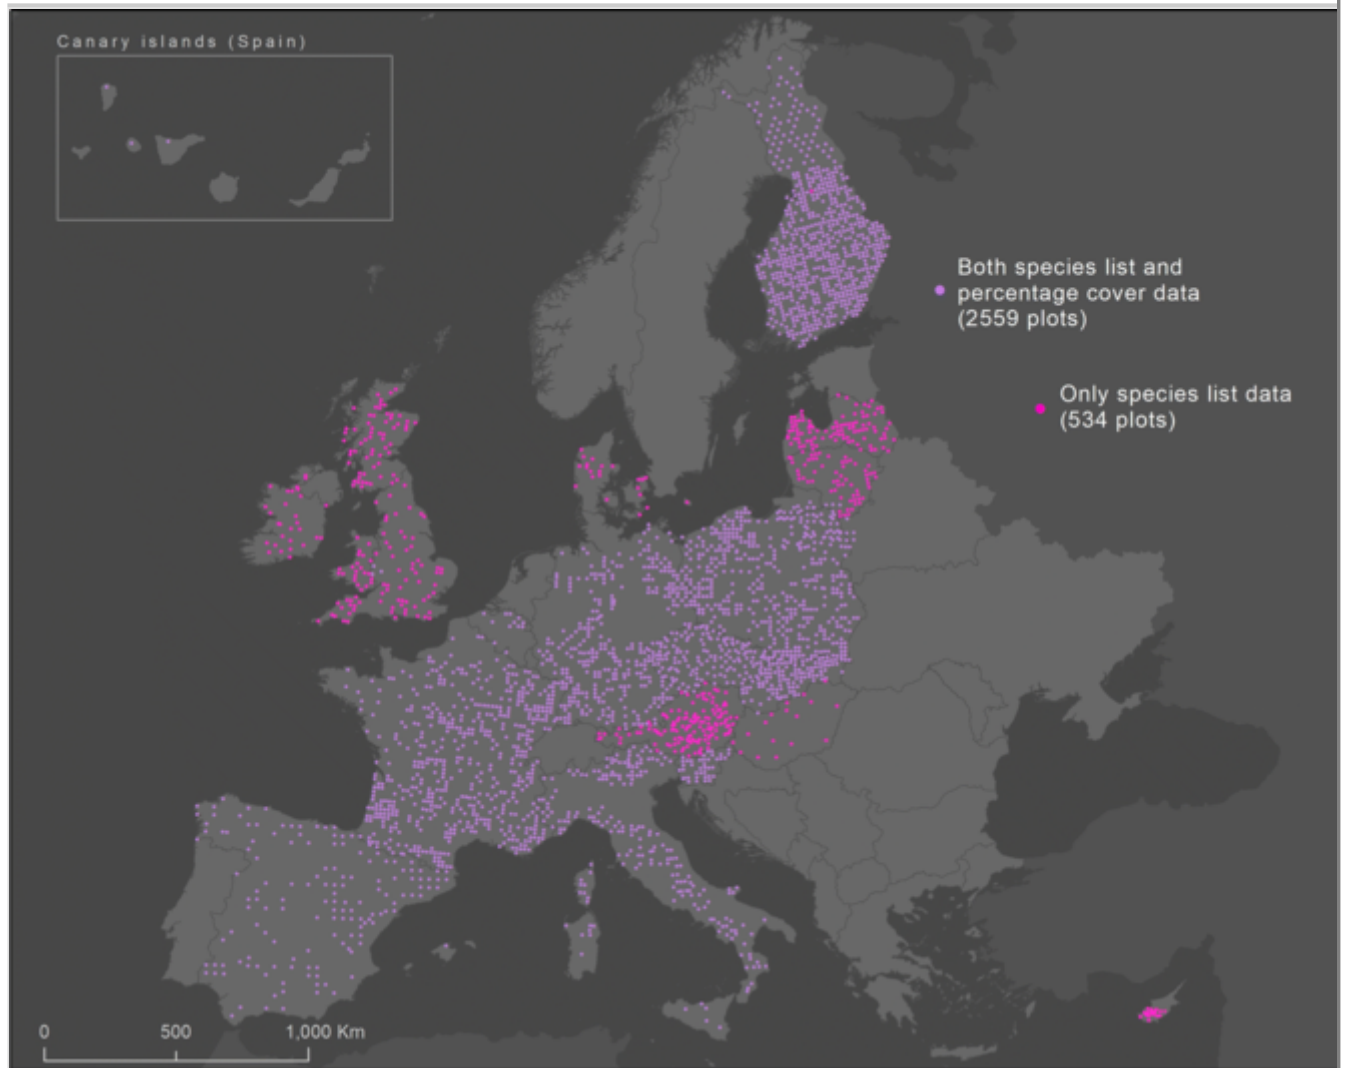 Canary islands (Spain)
Both species list and
percentage cover data
(2559 plots)
Only species list data
(534 plots)
0 500 1,000 Km